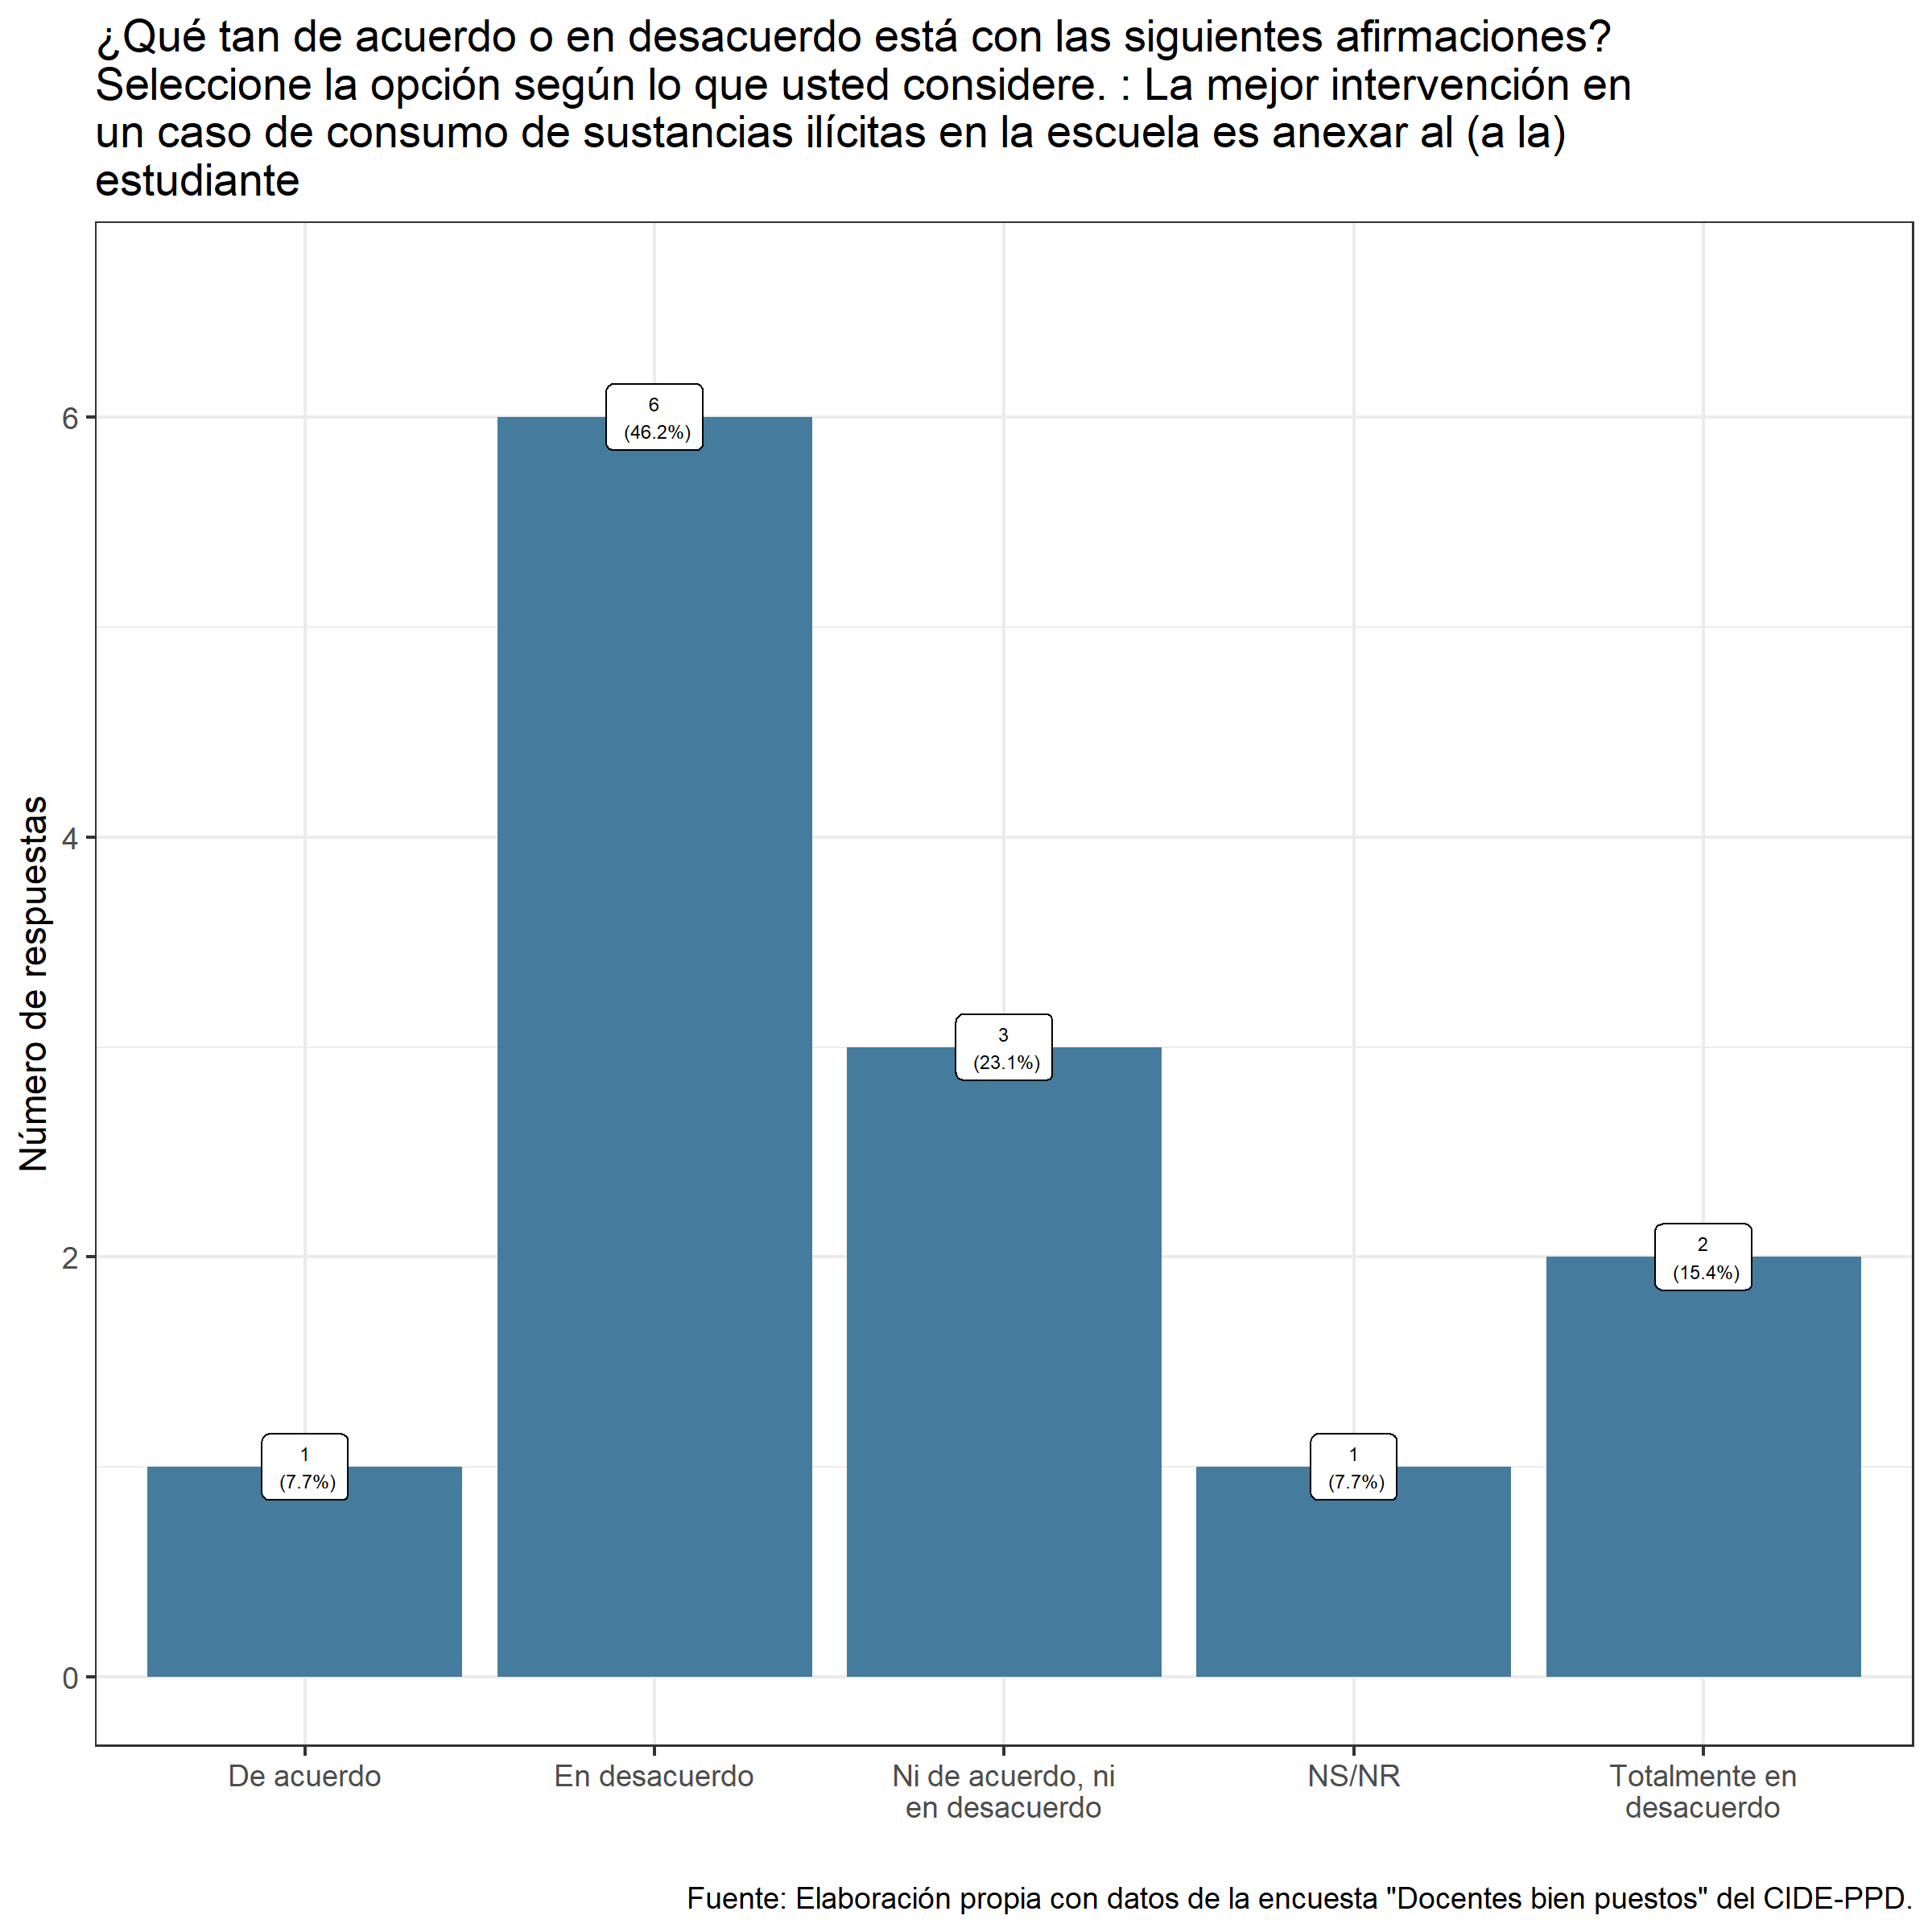 ¿Qué tan de acuerdo o en desacuerdo está con las siguientes afirmaciones?
Seleccione la opción según lo que usted considere. : La mejor intervención en
un caso de consumo de sustancias ilícitas en la escuela es anexar al (a la)
estudiante
Número de respuestas
6
4
2
0
1
(7.7%)
6
(46.2%)
3
(23.1%)
1
(7.7%)
2
(15.4%)
De acuerdo
En desacuerdo
Ni de acuerdo, ni
en desacuerdo
NS/NR
Totalmente en
desacuerdo
Fuente: Elaboración propia con datos de la encuesta "Docentes bien puestos" del CIDE-PPD.